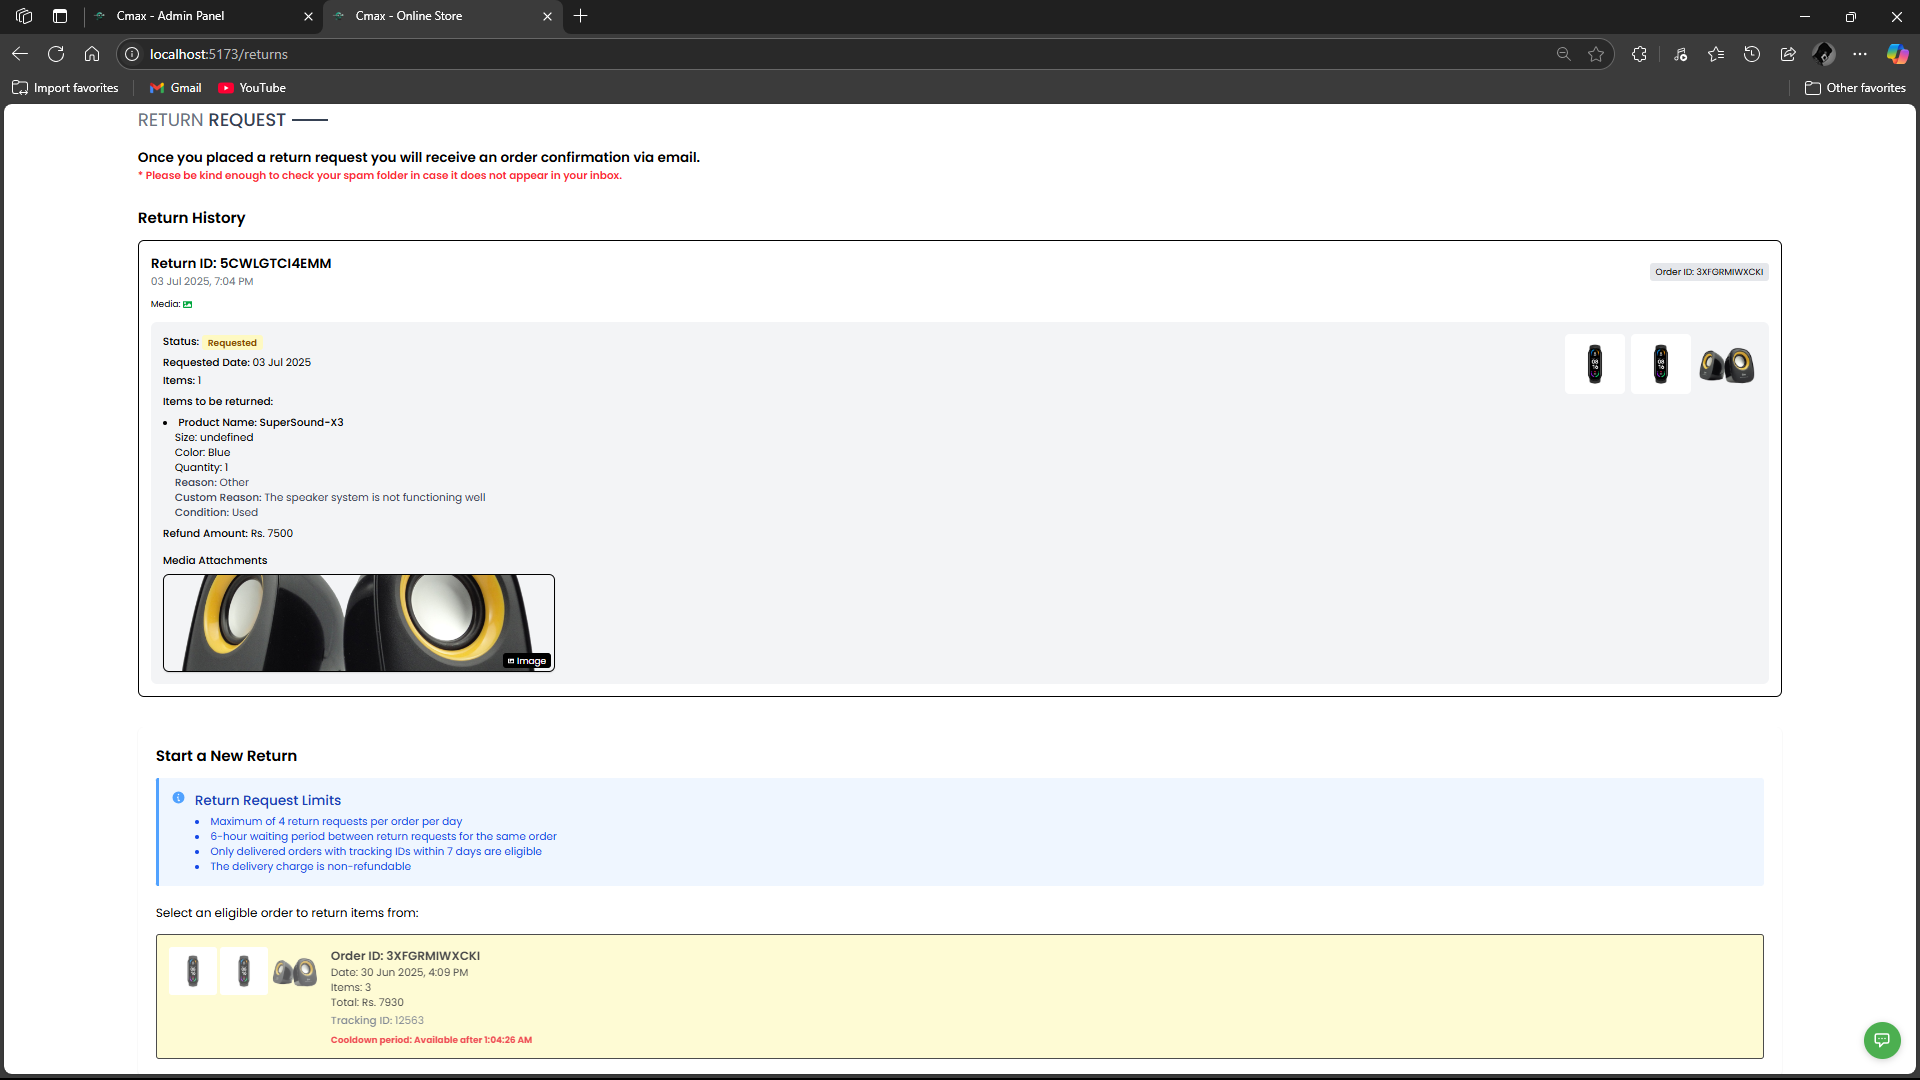 Cmax - Admin Panel
Cmax - Online Store
localhost:5173/returns
Import favorites
Gmail
YouTube
Other favorites
RETURN REQUEST
Once you placed a return request you will receive an order confirmation via email.
* Please be kind enough to check your spam folder in case it does not appear in your inbox.
Return History
Return ID: 5CWLGTCI4EMM
03 Jul 2025, 7:04 PM
Order ID: 3XFGRMIWXCKI
Media:
Status: Requested
Requested Date: 03 Jul 2025
Items: 1
Items to be returned:
• Product Name: SuperSound-X3
Size: undefined
Color: Blue
Quantity: 1
Reason: Other
Custom Reason: The speaker system is not functioning well
Condition: Used
Refund Amount: Rs. 7500
Media Attachments
Image
Start a New Return
Return Request Limits
• Maximum of 4 return requests per order per day
• 6-hour waiting period between return requests for the same order
• Only delivered orders with tracking IDs within 7 days are eligible
• The delivery charge is non-refundable
Select an eligible order to return items from:
Order ID: 3XFGRMIWXCKI
Date: 30 Jun 2025, 4:09 PM
Items: 3
Total: Rs. 7930
Tracking ID: 12563
Cooldown period: Available after 1:04:26 AM